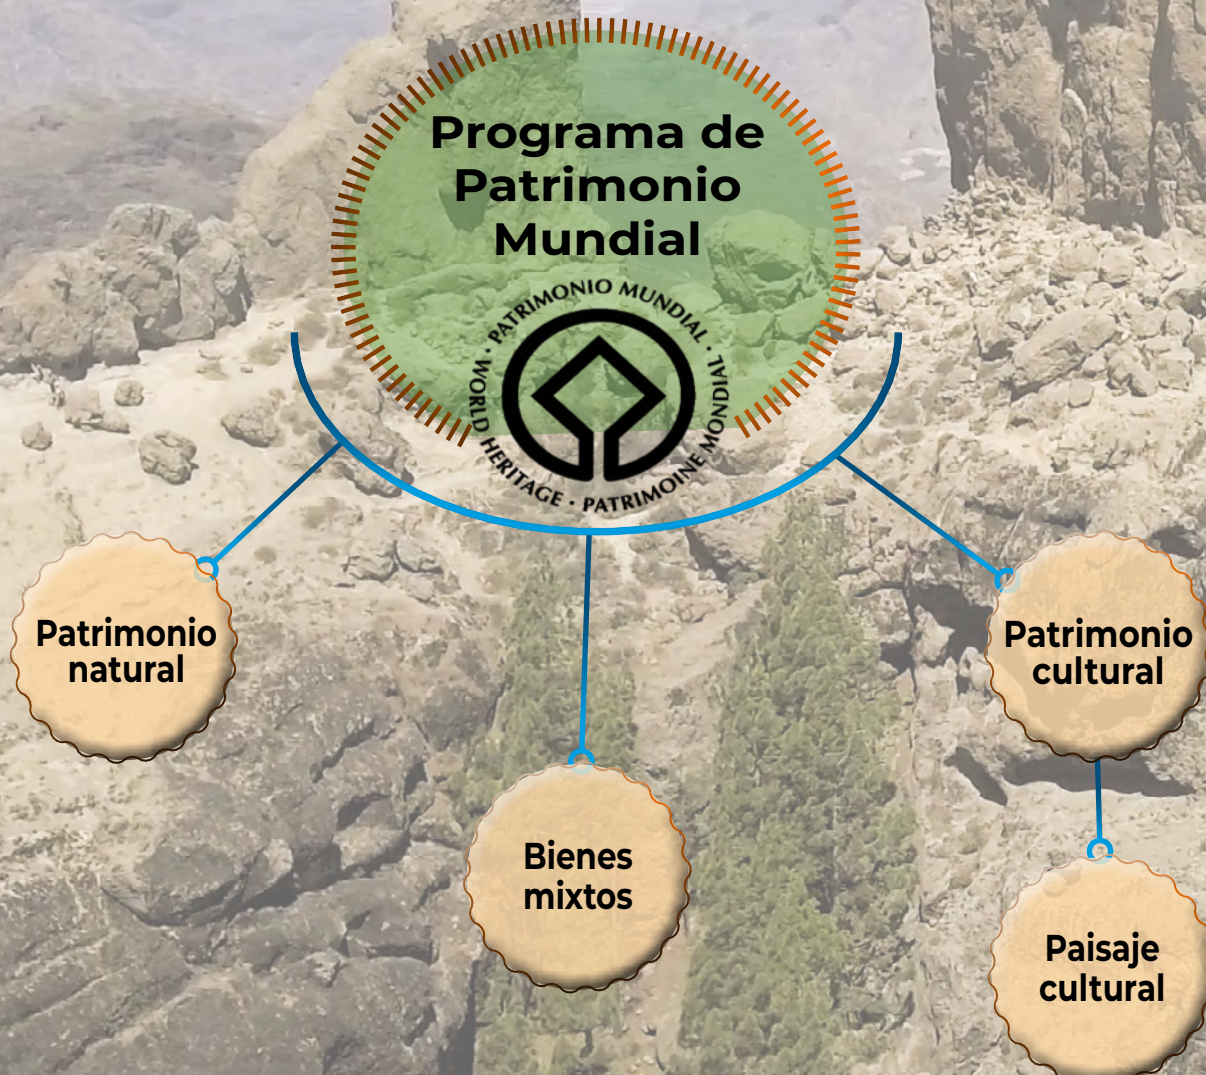 Programa de
Patrimonio
Mundial
· PATRIMONIO MUNDIAL · WORLD HERITAGE · PATRIMOINE MONDIAL
Patrimonio
natural
Patrimonio
cultural
Bienes
mixtos
Paisaje
cultural